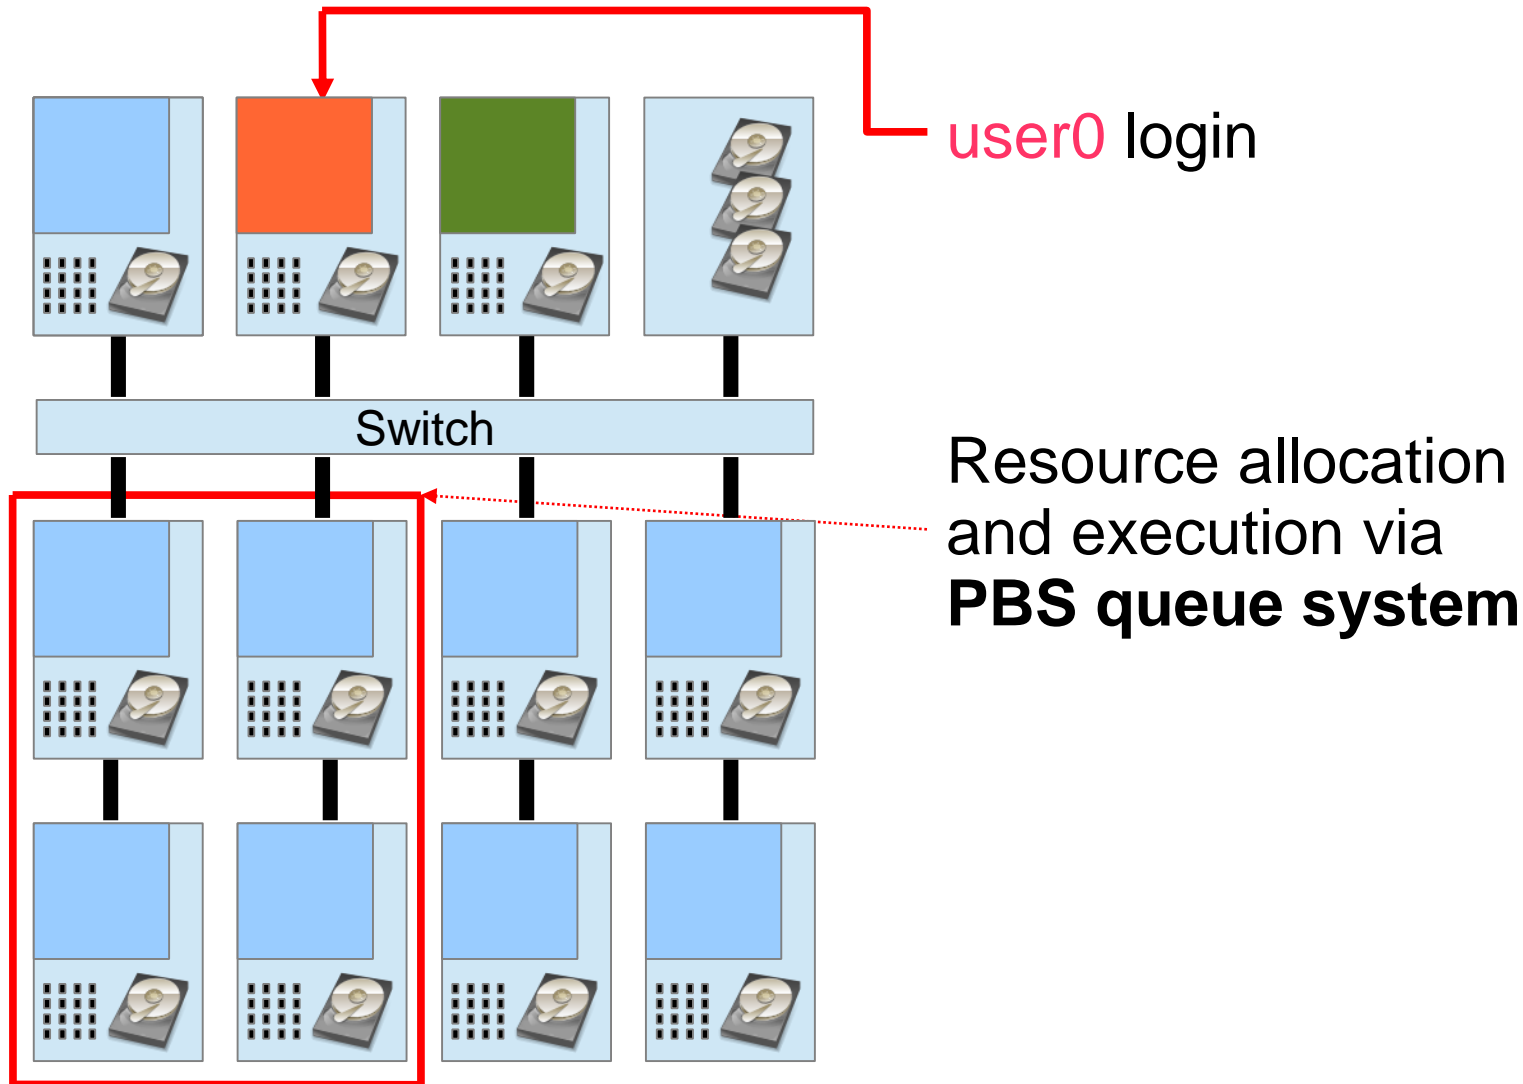 user0 login
Switch
Resource allocation
and execution via
PBS queue system